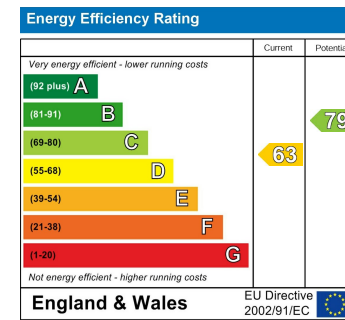 Energy Efficiency Rating
Current Potentia
Very energy efficient - lower running costs
(92 plus) A
(81-91) B
79
(69-80) C
63
(55-68) D
(39-54) E
(21-38) F
(1-20) G
Not energy efficient - higher running costs
England & Wales
EU Directive
2002/91/EC